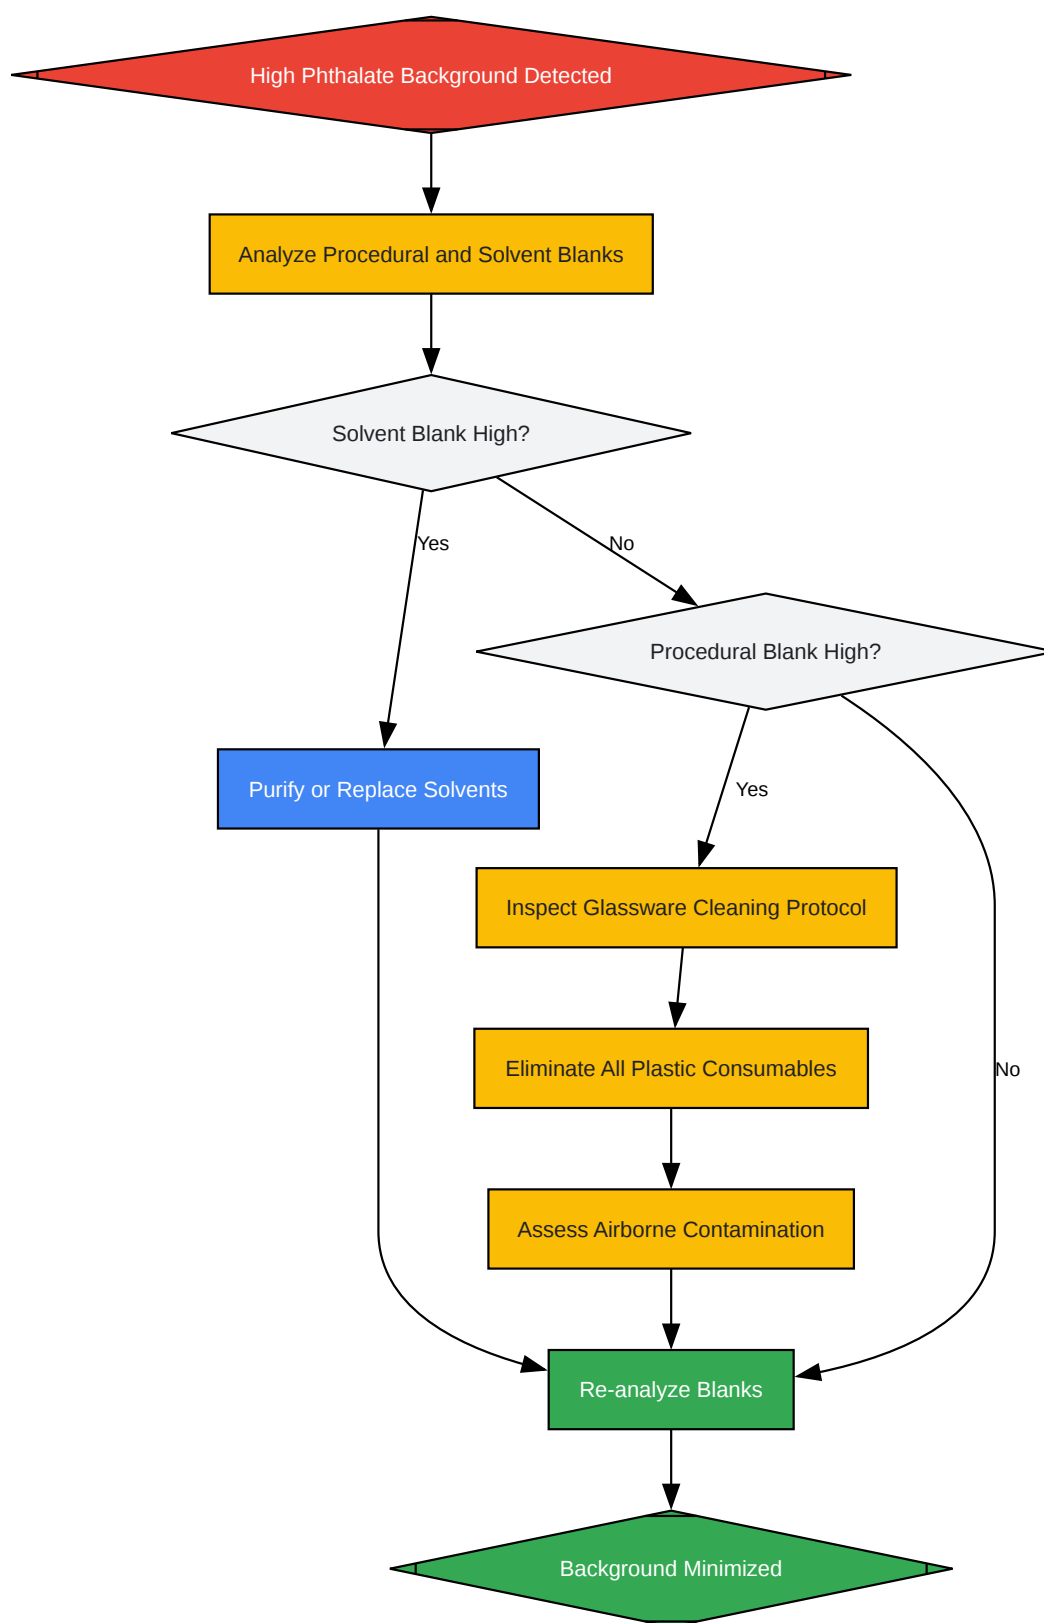 High Phthalate Background Detected
Analyze Procedural and Solvent Blanks
Solvent Blank High?
Yes
No
Procedural Blank High?
Purify or Replace Solvents
Yes
Inspect Glassware Cleaning Protocol
Eliminate All Plastic Consumables
No
Assess Airborne Contamination
Re-analyze Blanks
Background Minimized